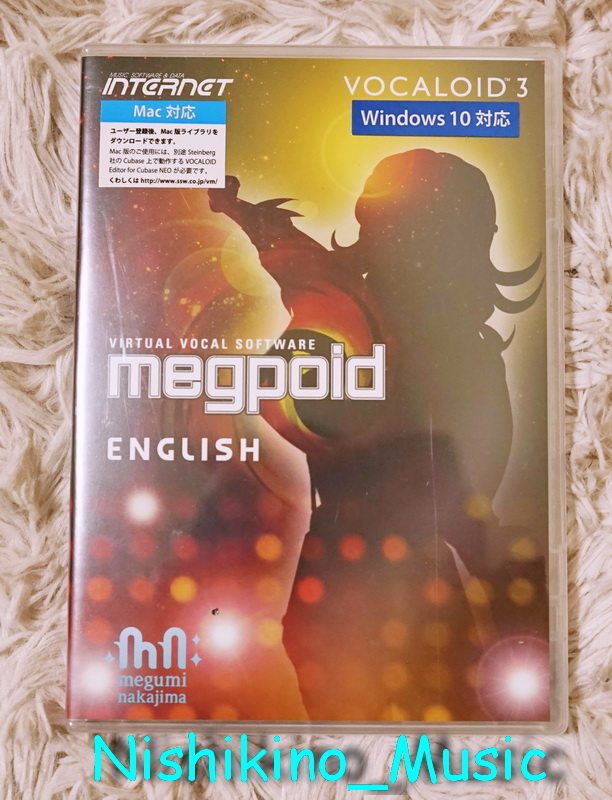 MUSIC SOFTWARE & DATA
INTERNET
VOCALOID™3
Mac 対応
Windows 10 対応
ユーザー登録後、Mac 版ライブラリを
ダウンロードできます。
Mac 版のご使用には、別途 Steinberg
社の Cubase 上で動作する VOCALOID
Editor for Cubase NEO が必要です。
くわしくは http://www.ssw.co.jp/vm/
VIRTUAL VOCAL SOFTWARE
megpoid
ENGLISH
megumi
nakajima
Nishikino_Music